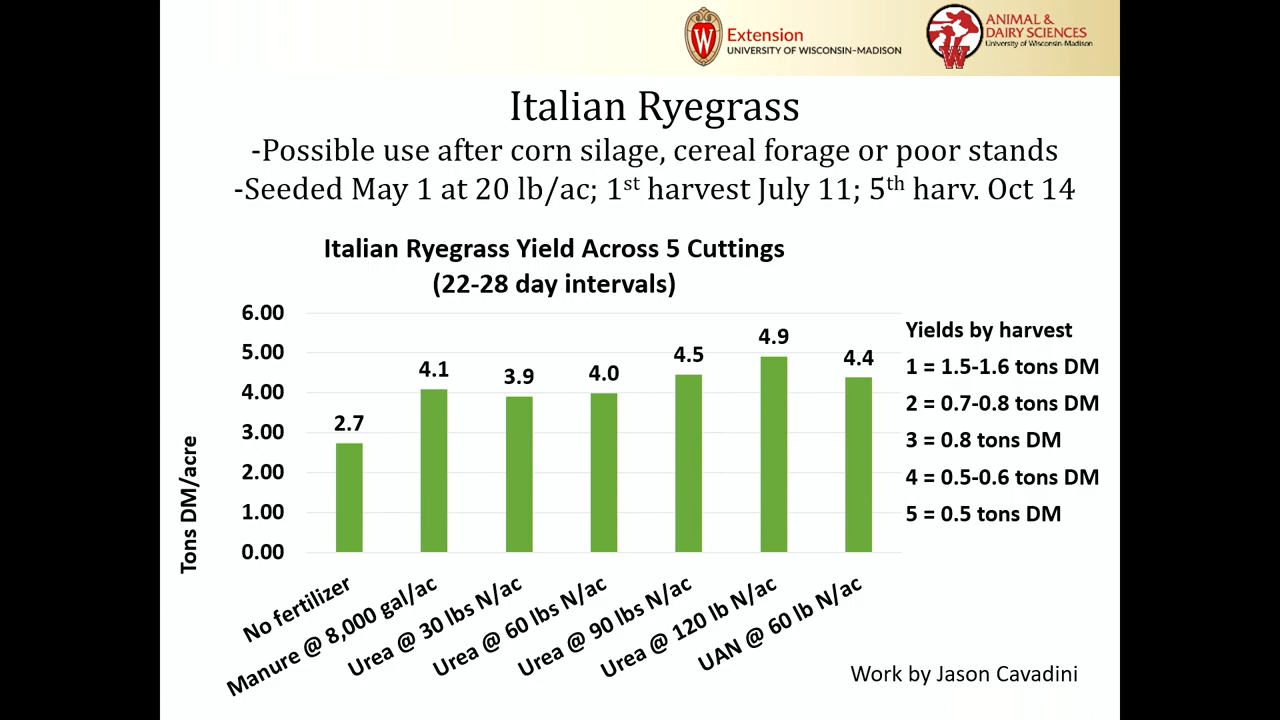 W
Extension
UNIVERSITY OF WISCONSIN–MADISON
ANIMAL &
DAIRY SCIENCES
University of Wisconsin-Madison
W
Italian Ryegrass
-Possible use after corn silage, cereal forage or poor stands
-Seeded May 1 at 20 lb/ac; 1st harvest July 11; 5th harv. Oct 14
Italian Ryegrass Yield Across 5 Cuttings
(22-28 day intervals)
Tons DM/acre
6.00
5.00
4.00
3.00
2.00
1.00
0.00
2.7
4.1
3.9
4.0
4.5
4.9
4.4
No fertilizer
Manure @ 8,000 gal/ac
Urea @ 30 lbs N/ac
Urea @ 60 lbs N/ac
Urea @ 90 lbs N/ac
Urea @ 120 lb N/ac
UAN @ 60 lb N/ac
Yields by harvest
1 = 1.5-1.6 tons DM
2 = 0.7-0.8 tons DM
3 = 0.8 tons DM
4 = 0.5-0.6 tons DM
5 = 0.5 tons DM
Work by Jason Cavadini